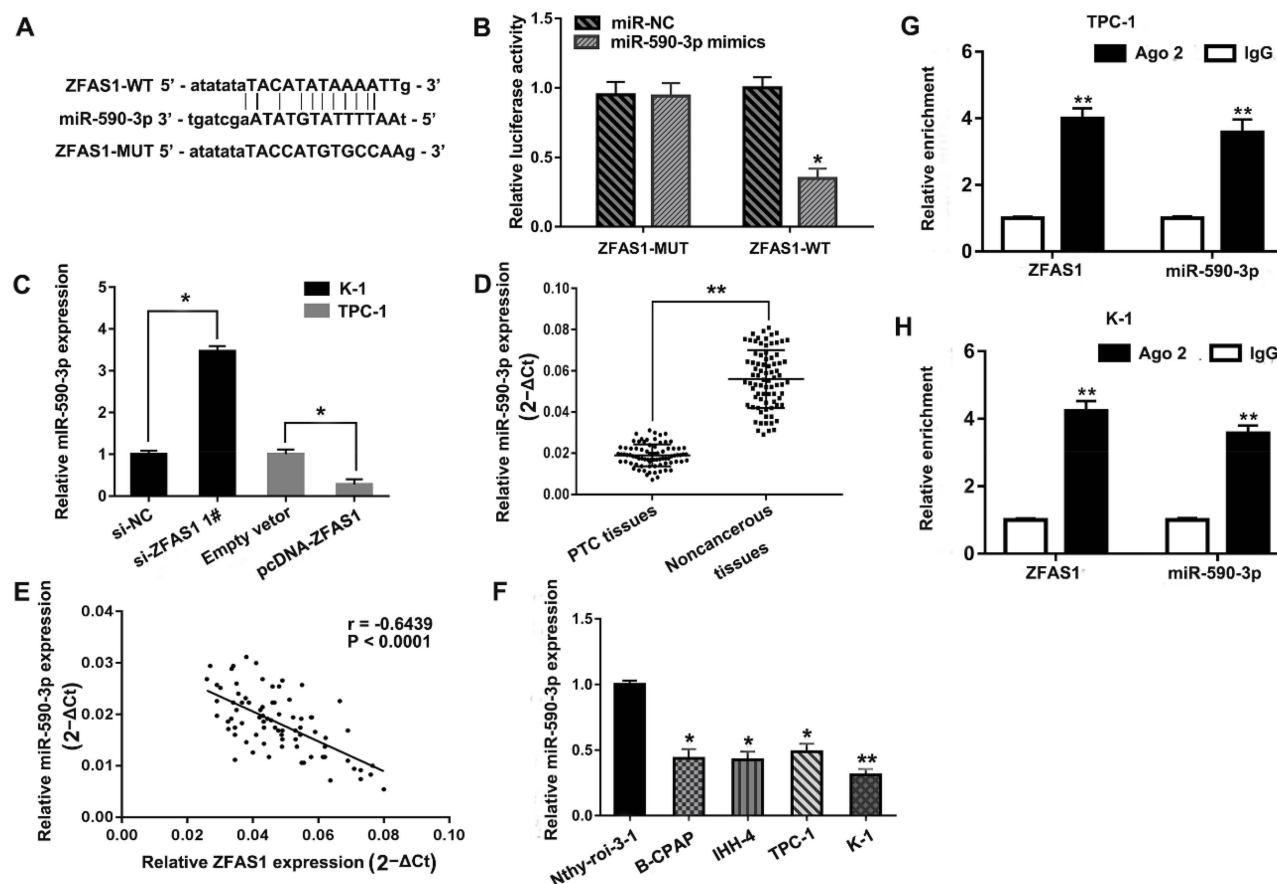 A
ZFAS1-WT 5’ - atatataTACATATAAAATTg - 3’
miR-590-3p 3’ - tgatcgaATATGTATTTTAAt - 5’
ZFAS1-MUT 5’ - atatataTACCATGTGCCAAg - 3’
B
miR-NC
miR-590-3p mimics
Relative luciferase activity
1.5
1.0
0.5
0.0
*
ZFAS1-MUT
ZFAS1-WT
C
K-1
TPC-1
Relative mIR-590-3p expression
5
4
3
2
1
0
*
*
si-NC
si-ZFAS1 1#
Empty vetor
pcDNA-ZFAS1
D
Relative miR-590-3p expression
(2−ΔCt)
0.10
0.08
0.06
0.04
0.02
0.00
**
PTC tissues
Noncancerous
tissues
E
Relative miR-590-3p expression
(2−ΔCt)
0.04
0.03
0.02
0.01
0.00
r = -0.6439
P < 0.0001
0.00 0.02 0.04 0.06 0.08 0.10
Relative ZFAS1 expression (2−ΔCt)
F
Relative miR-590-3p expression
1.5
1.0
0.5
0.0
*
*
*
**
Nthy-roi-3-1
B-CPAP
IHH-4
TPC-1
K-1
G
TPC-1
Ago 2
IgG
Relative enrichment
6
4
2
0
**
**
ZFAS1
miR-590-3p
H
K-1
Ago 2
IgG
Relative enrichment
6
4
2
0
**
**
ZFAS1
miR-590-3p